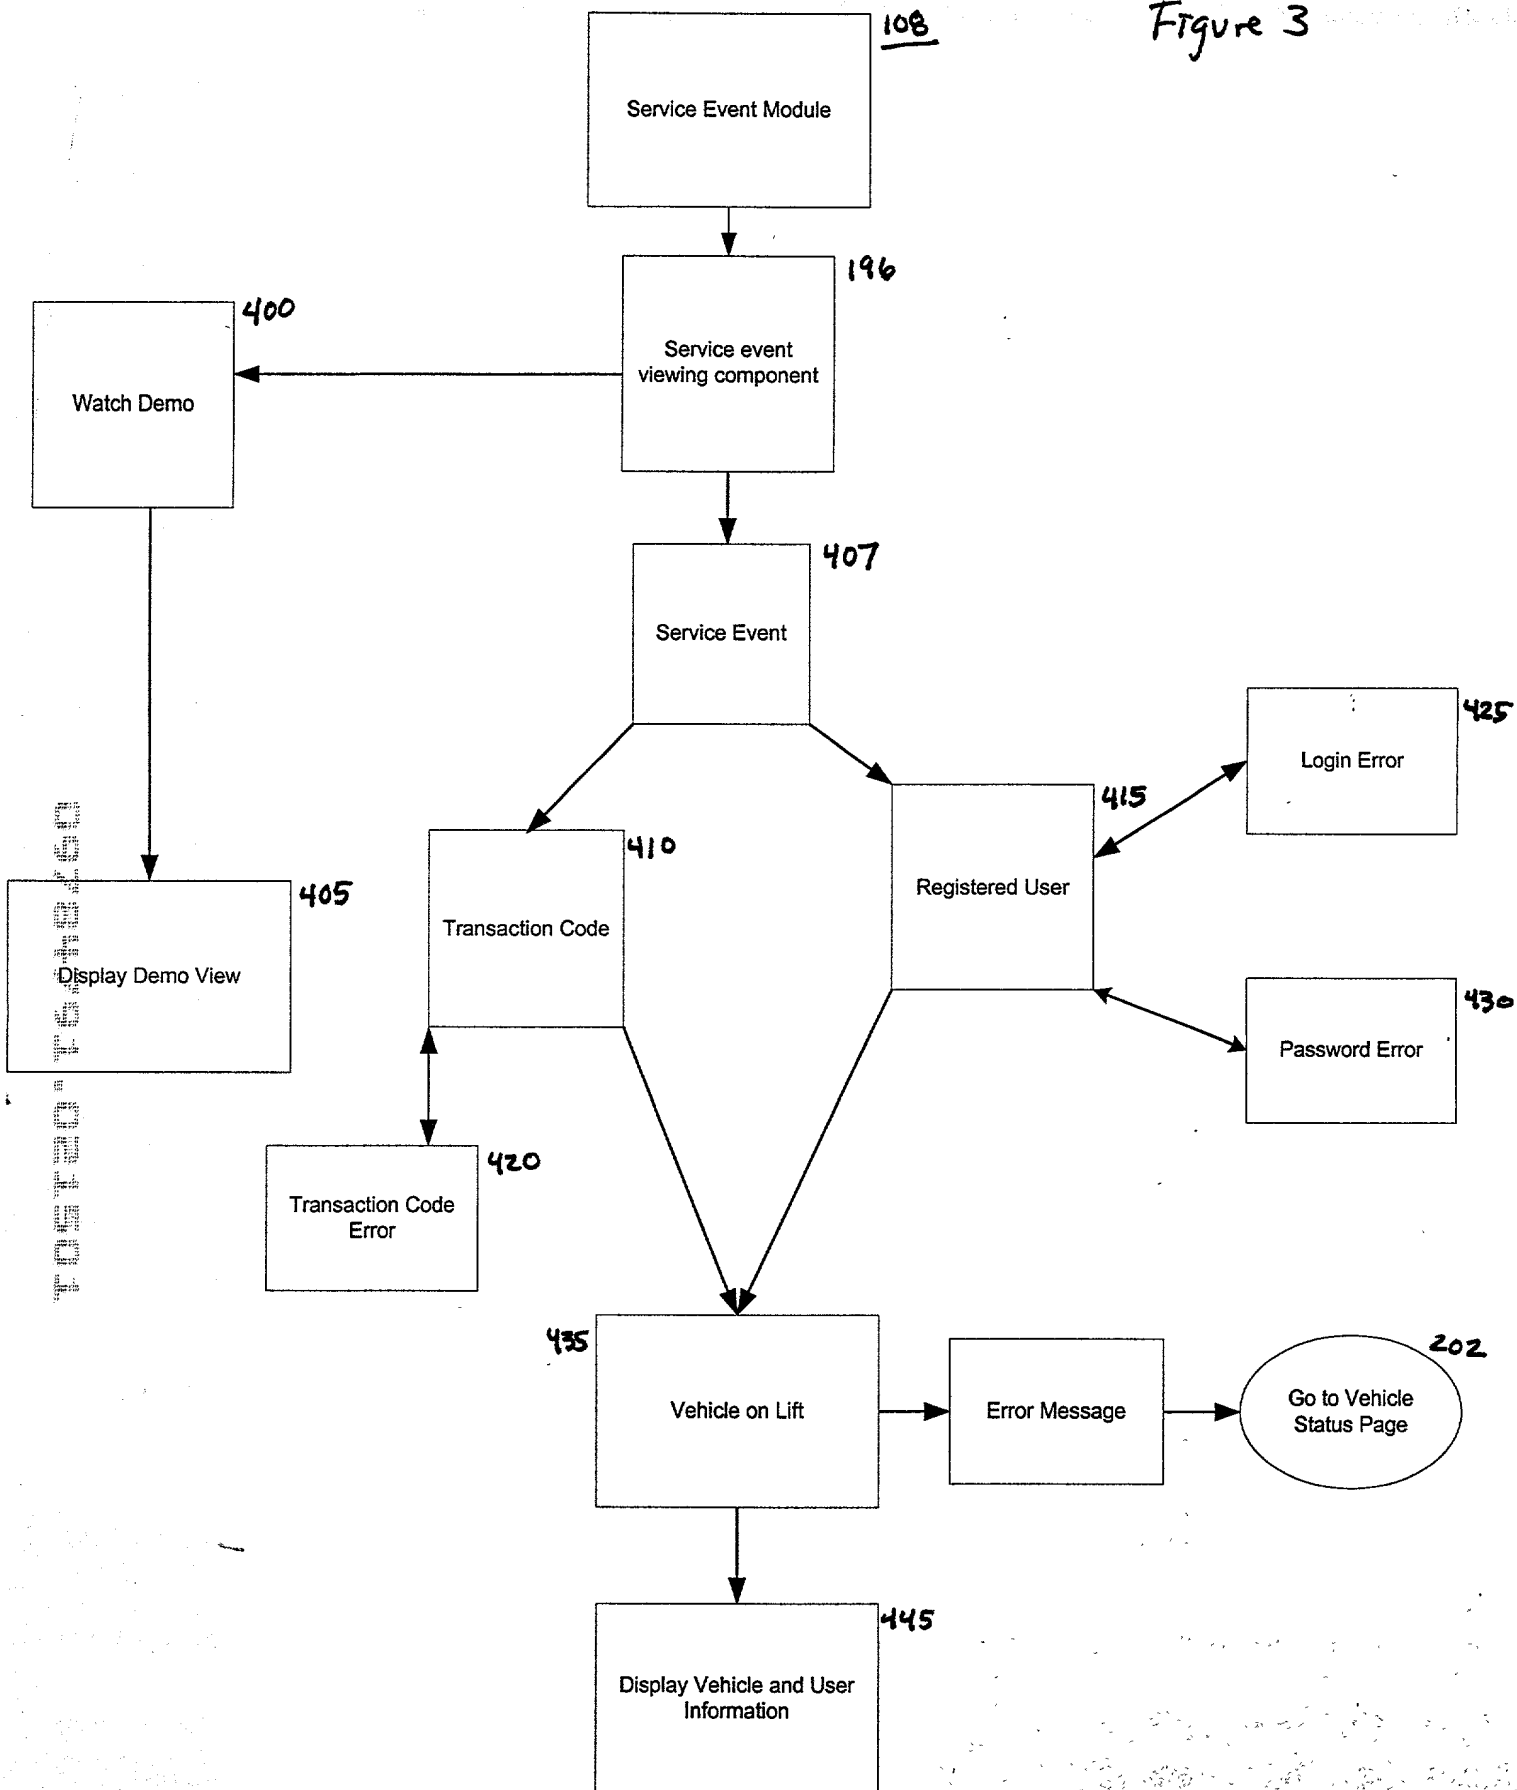 108
Figure 3
Service Event Module
196
400
Service event
viewing component
Watch Demo
407
Service Event
425
Login Error
415
410
Registered User
405
Transaction Code
Display Demo View
430
Password Error
420
Transaction Code
Error
435
202
Vehicle on Lift
Error Message
Go to Vehicle
Status Page
445
Display Vehicle and User
Information